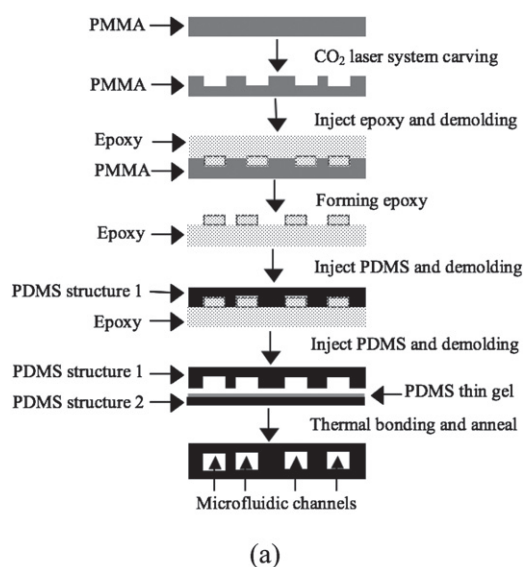 PMMA
CO₂ laser system carving
PMMA
Inject epoxy and demolding
Epoxy
PMMA
Forming epoxy
Epoxy
Inject PDMS and demolding
PDMS structure 1
Epoxy
Inject PDMS and demolding
PDMS structure 1
PDMS thin gel
PDMS structure 2
Thermal bonding and anneal
Microfluidic channels
(a)